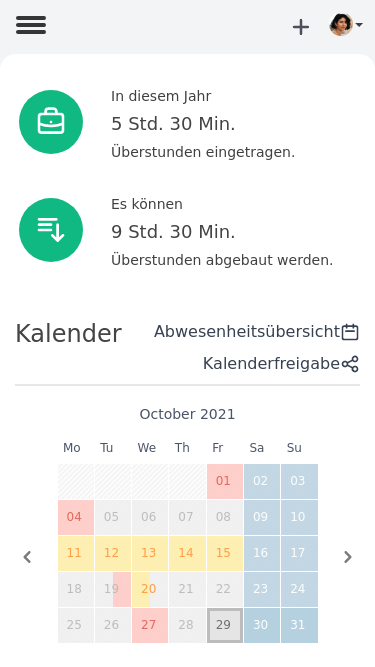 In diesem Jahr
5 Std. 30 Min.
Überstunden eingetragen.
Es können
9 Std. 30 Min.
Überstunden abgebaut werden.
Kalender
Abwesenheitsübersicht
Kalenderfreigabe
October 2021
Mo Tu We Th Fr Sa Su
01 02 03
04 05 06 07 08 09 10
11 12 13 14 15 16 17
18 19 20 21 22 23 24
25 26 27 28 29 30 31